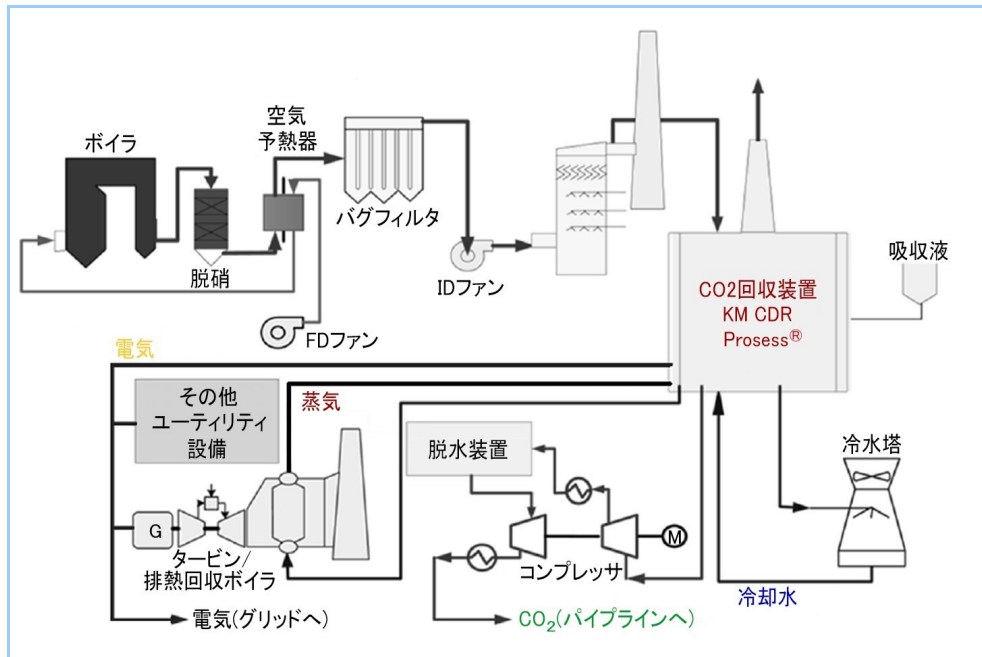 ボイラ
空気
予熱器
脱硝
バグフィルタ
IDファン
FDファン
CO2回収装置
KM CDR
Prosess®
吸収液
電気
その他
ユーティリティ
設備
蒸気
脱水装置
冷水塔
G
M
タービン/
排熱回収ボイラ
コンプレッサ
冷却水
電気(グリッドへ)
CO₂(パイプラインへ)